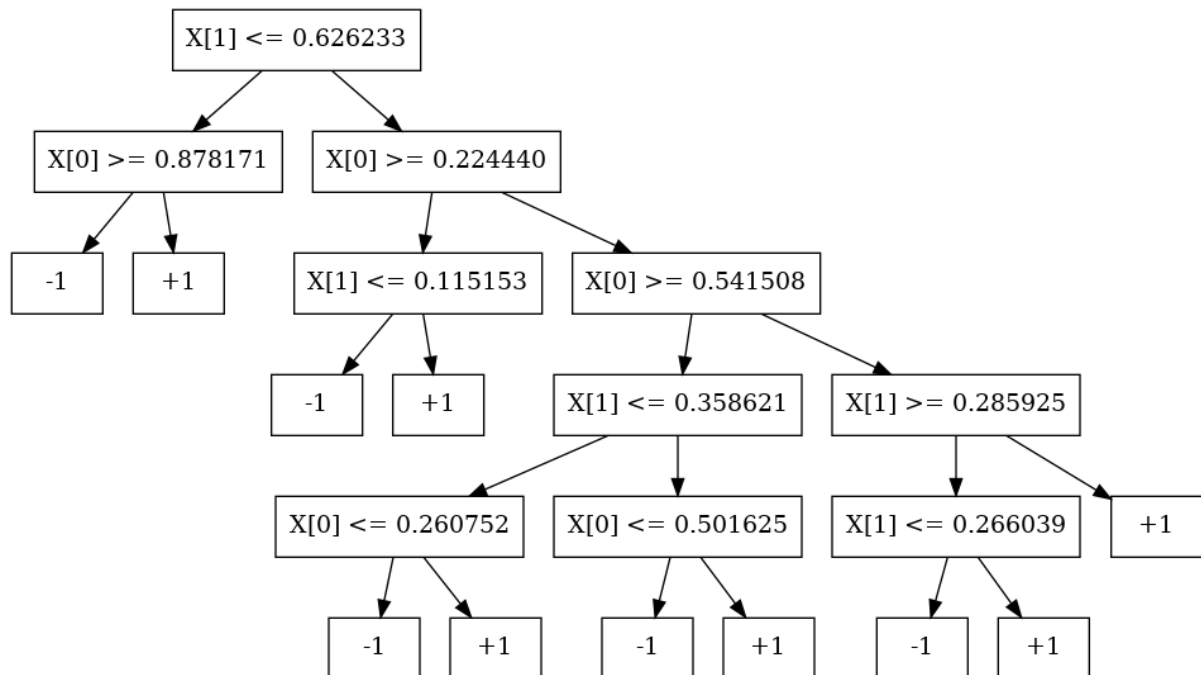 X[1] <= 0.626233
X[0] >= 0.878171
X[0] >= 0.224440
-1
+1
X[1] <= 0.115153
X[0] >= 0.541508
-1
+1
X[1] <= 0.358621
X[1] >= 0.285925
X[0] <= 0.260752
X[0] <= 0.501625
X[1] <= 0.266039
+1
-1
+1
-1
+1
-1
+1